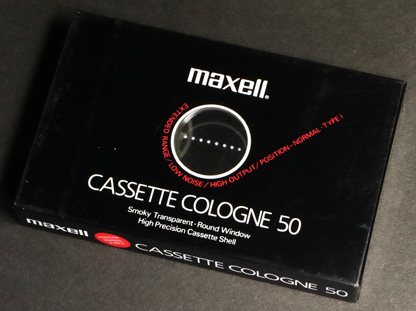 maxell®
EXTENDED RANGE / LOW NOISE / HIGH OUTPUT / POSITION-NORMAL-TYPE I
CASSETTE COLOGNE 50
Smoky Transparent-Round Window
High Precision Cassette Shell
maxell
CASSETTE COLOGNE 50